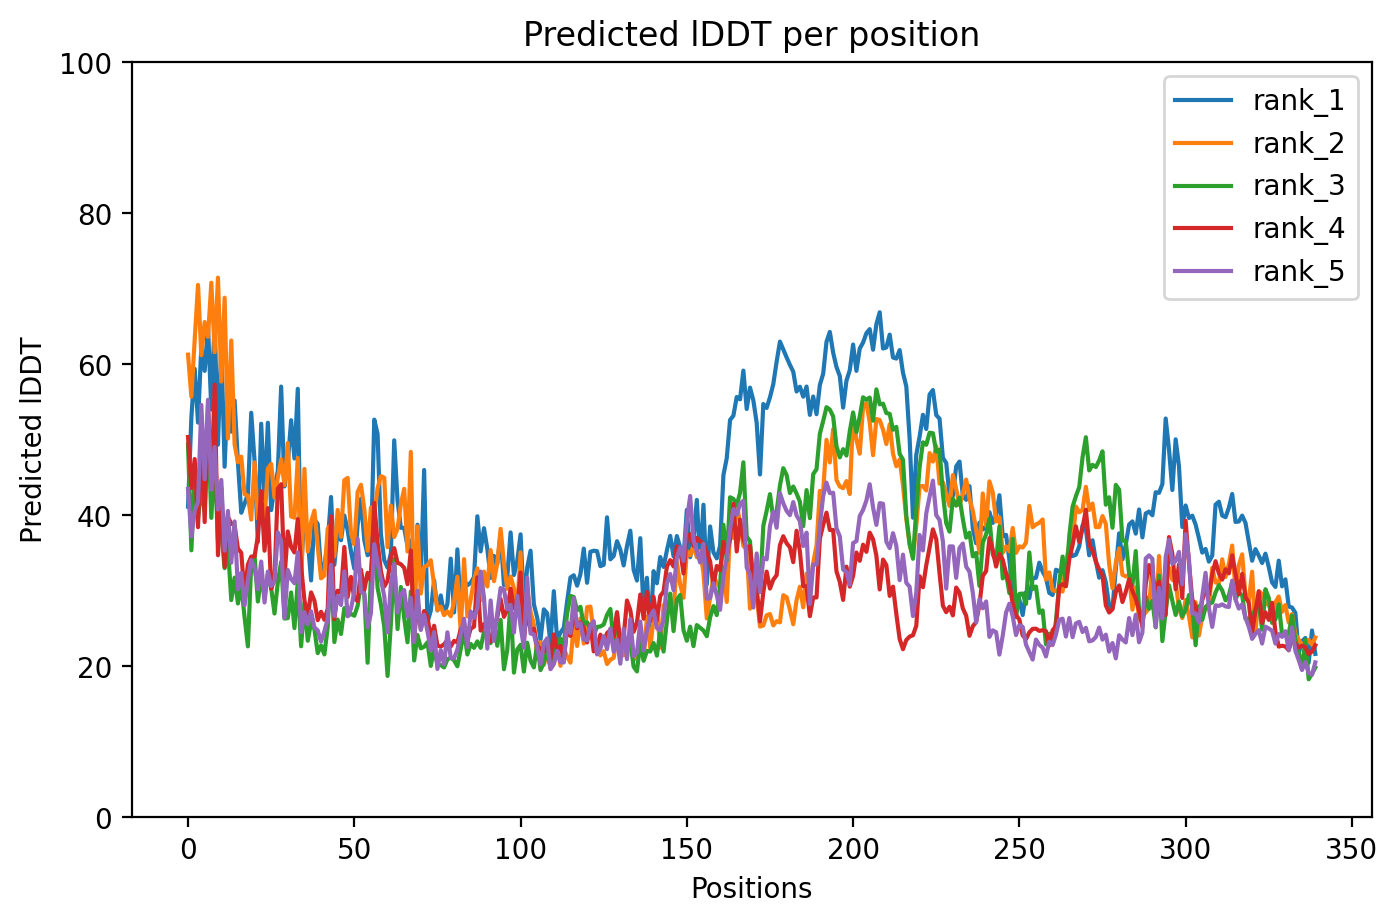 Predicted lDDT per position
100
80
60
40
20
0
Predicted lDDT
rank_1
rank_2
rank_3
rank_4
rank_5
0 50 100 150 200 250 300 350
Positions